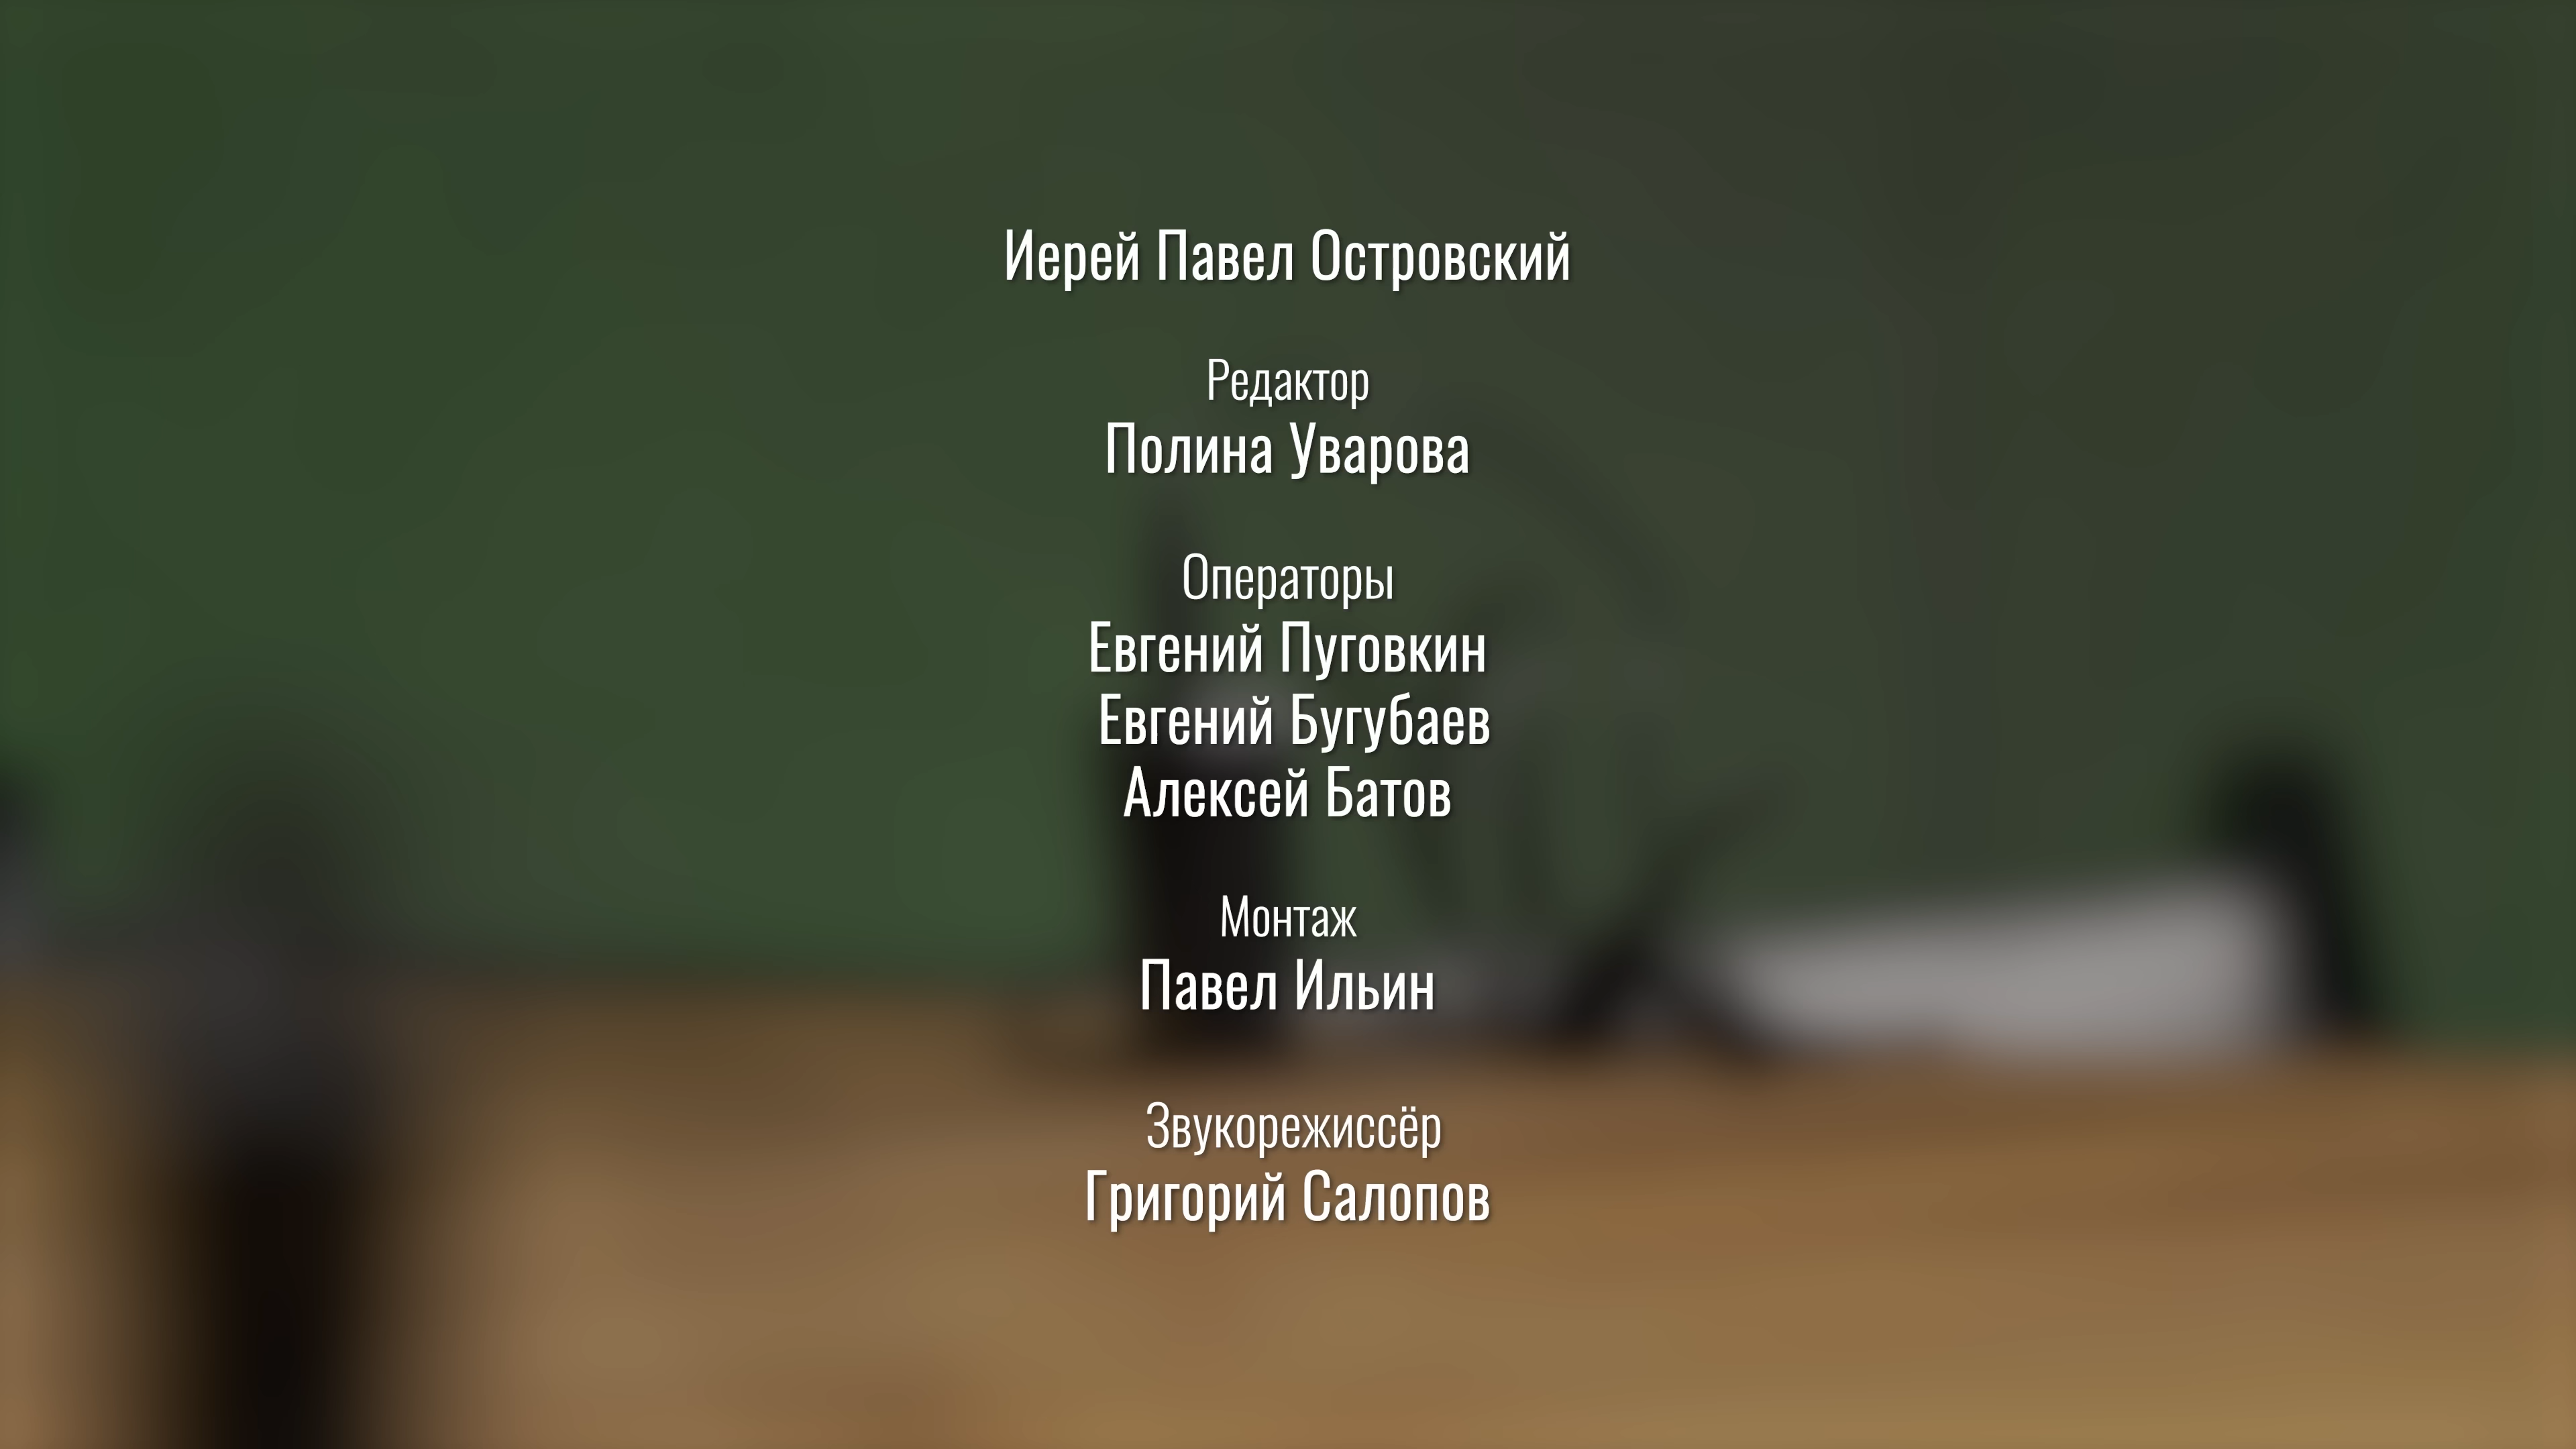 Иерей Павел Островский
Редактор
Полина Уварова
Операторы
Евгений Пуговкин
Евгений Бугубаев
Алексей Батов
Монтаж
Павел Ильин
Звукорежиссёр
Григорий Салопов